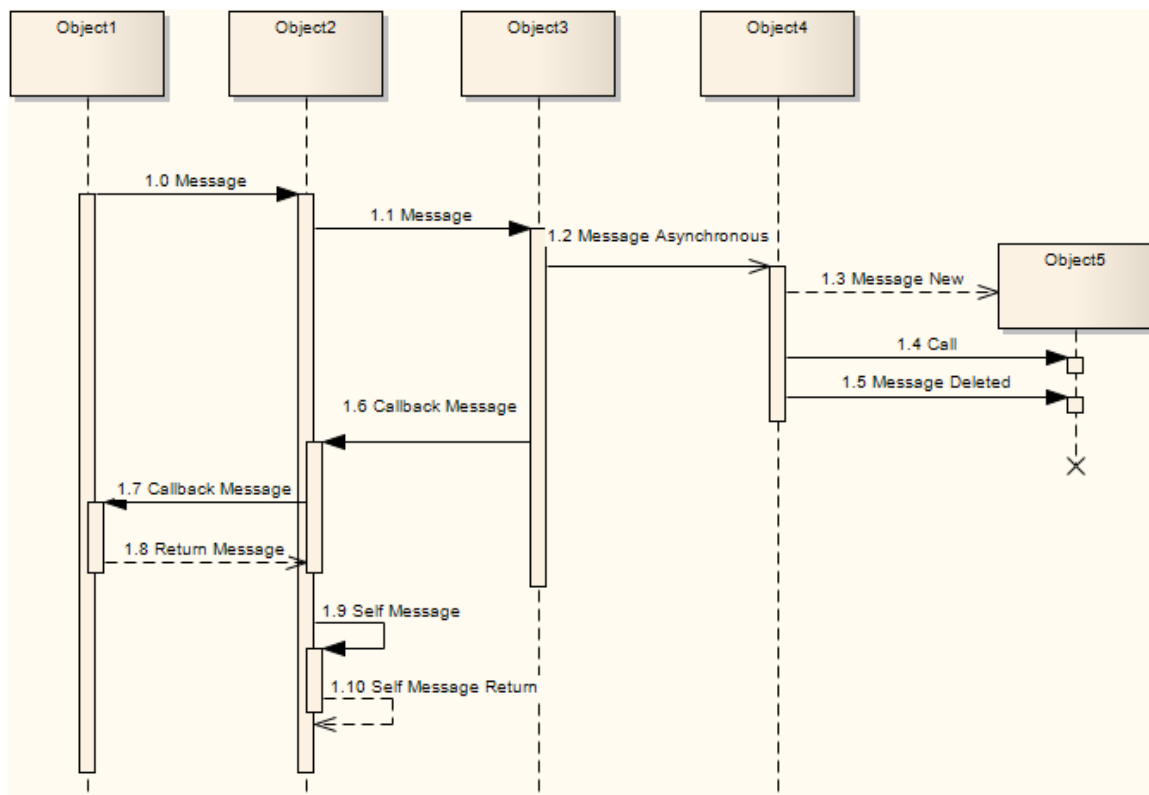 Object1
Object2
Object3
Object4
1.0 Message
1.1 Message
1.2 Message Asynchronous
Object5
1.3 Message New
1.4 Call
1.5 Message Deleted
1.6 Callback Message
1.7 Callback Message
1.8 Return Message
1.9 Self Message
1.10 Self Message Return